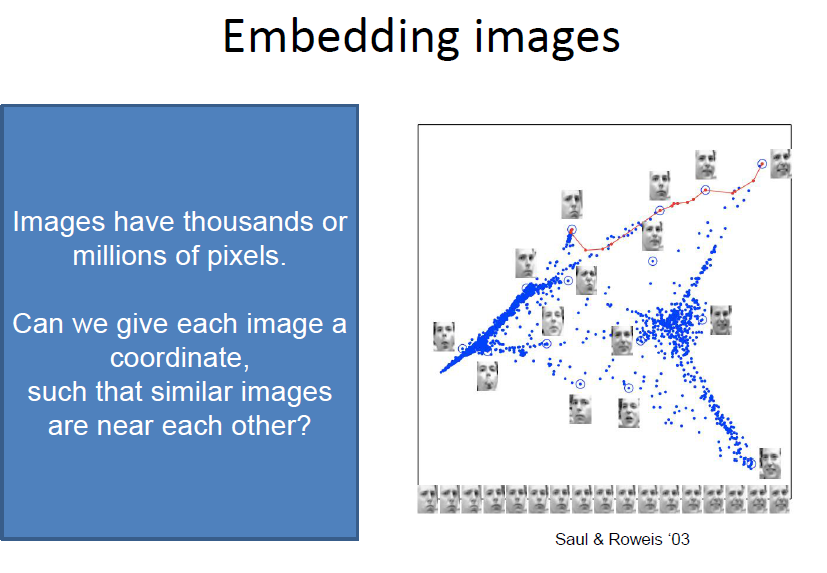 Embedding images
Images have thousands or
millions of pixels.
Can we give each image a
coordinate,
such that similar images
are near each other?
Saul & Roweis ‘03